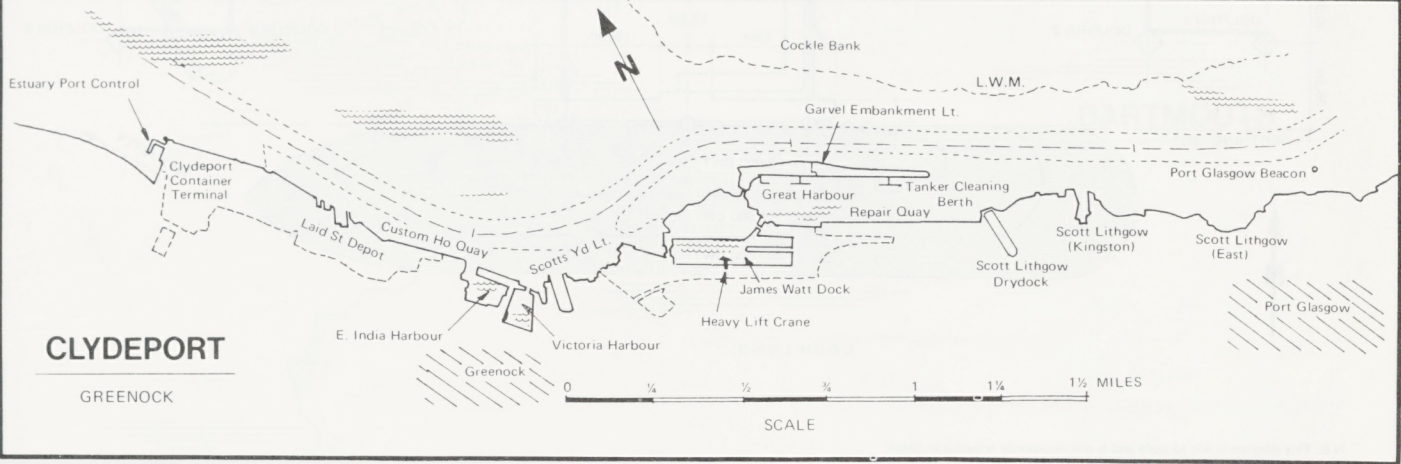 Cockle Bank
L.W.M.
Estuary Port Control
N
Garvel Embankment Lt.
Clydeport
Container
Terminal
Port Glasgow Beacon
Great Harbour
Tanker Cleaning
Berth
Repair Quay
Laid St Depot
Custom Ho Quay
Scotts Yd Lt.
Scott Lithgow
(Kingston)
Scott Lithgow
(East)
Scott Lithgow
Drydock
James Watt Dock
Heavy Lift Crane
Port Glasgow
E. India Harbour
Victoria Harbour
Greenock
CLYDEPORT
GREENOCK
0 ¼ ½ ¾ 1 1¼ 1½ MILES
SCALE